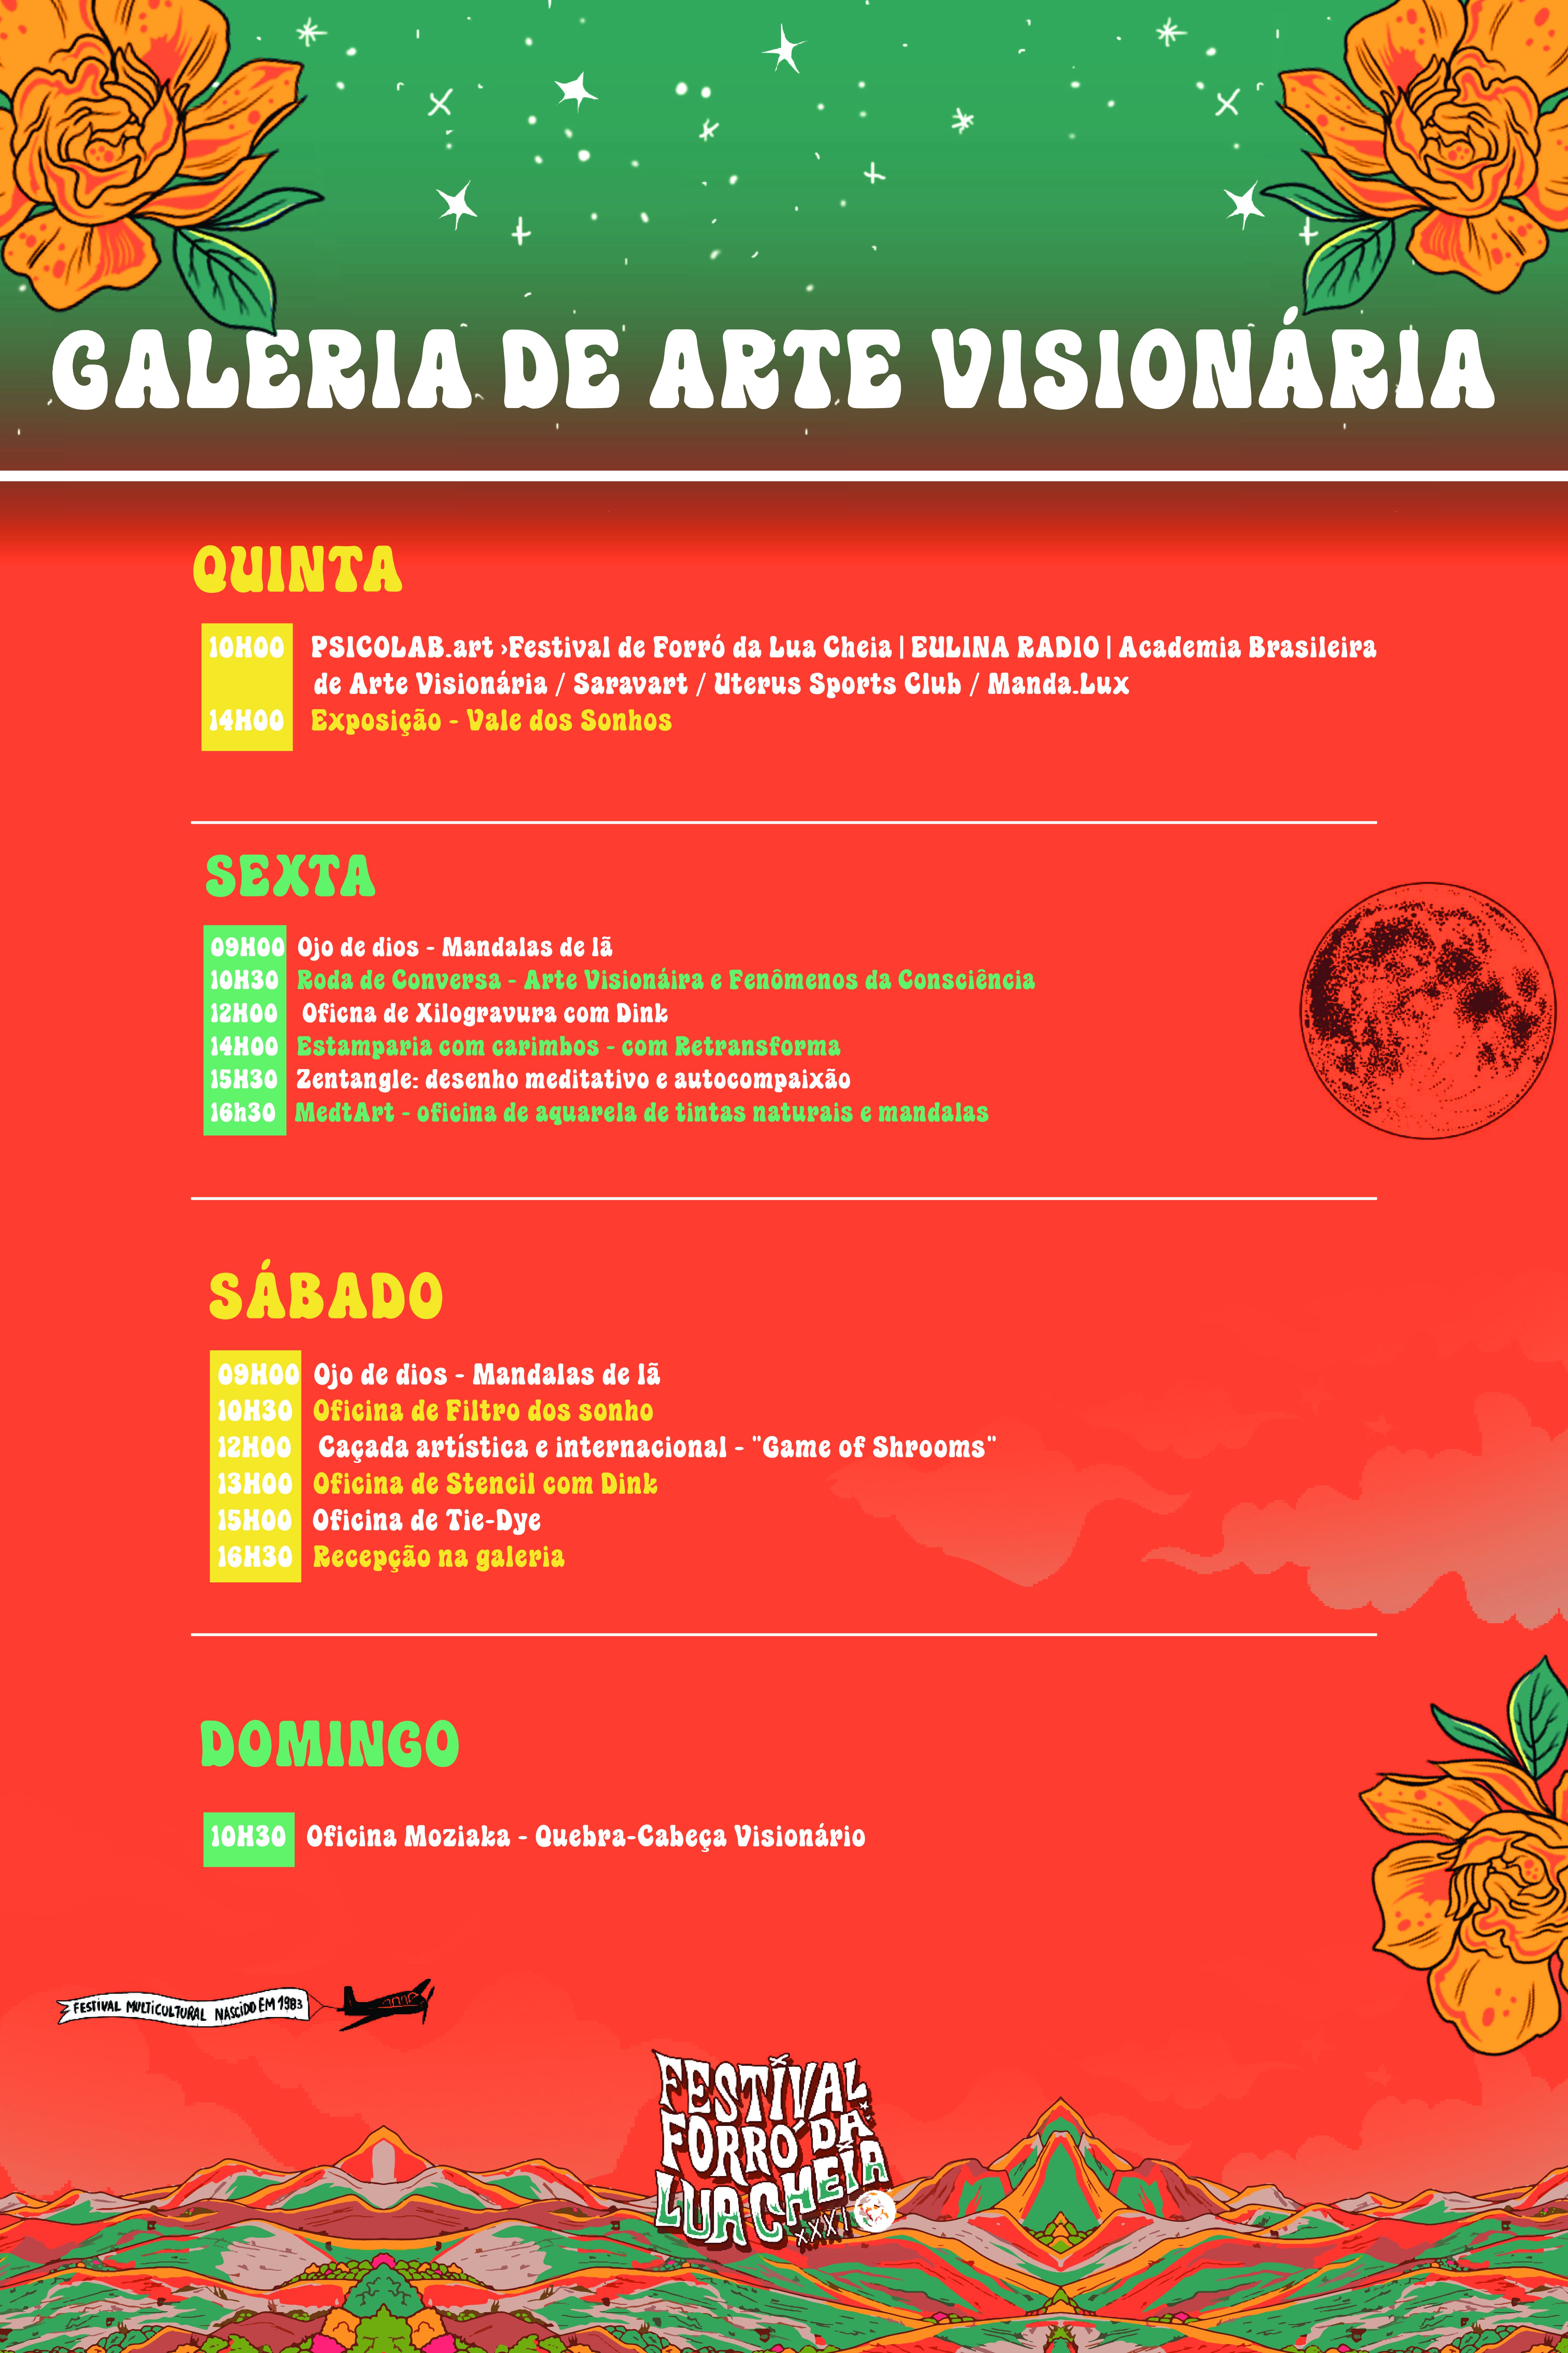 GALERIA DE ARTE VISIONÁRIA
QUINTA
10H00 PSICOLAB.art ›Festival de Forró da Lua Cheia | EULINA RADIO | Academia Brasileira
de Arte Visionária / Saravart / Uterus Sports Club / Manda.Lux
14H00 Exposição - Vale dos Sonhos
SEXTA
09H00 Ojo de dios - Mandalas de lã
10H30 Roda de Conversa - Arte Visionáira e Fenômenos da Consciência
12H00 Oficna de Xilogravura com Dink
14H00 Estamparia com carimbos - com Retransforma
15H30 Zentangle: desenho meditativo e autocompaixão
16h30 MedtArt - oficina de aquarela de tintas naturais e mandalas
SÁBADO
09H00 Ojo de dios - Mandalas de lã
10H30 Oficina de Filtro dos sonho
12H00 Caçada artística e internacional - "Game of Shrooms"
13H00 Oficina de Stencil com Dink
15H00 Oficina de Tie-Dye
16H30 Recepção na galeria
DOMINGO
10H30 Oficina Moziaka - Quebra-Cabeça Visionário
FESTIVAL MULTICULTURAL NASCIDO EM 1983
FESTIVAL
FORRÓ DA
LUA CHEIA
XXXI